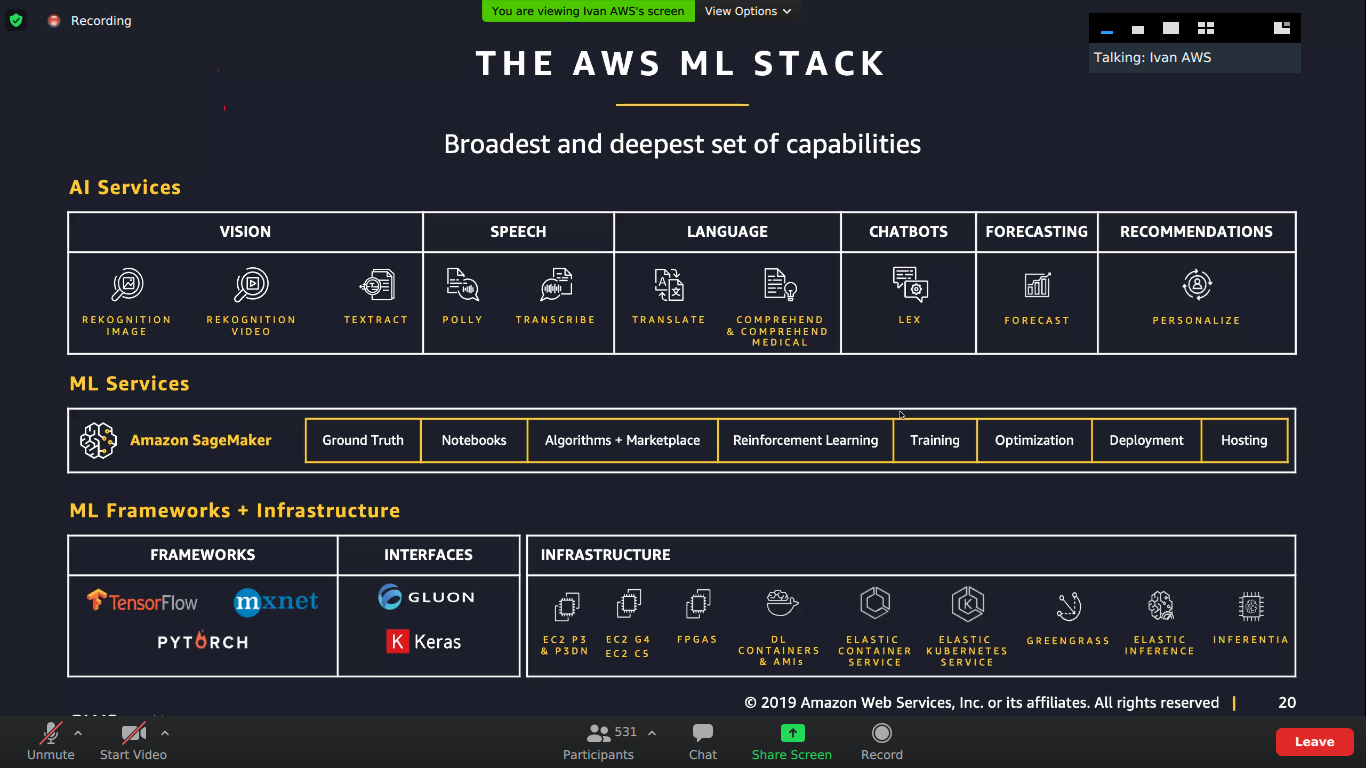 Recording
You are viewing Ivan AWS's screen
View Options
Talking: Ivan AWS
THE AWS ML STACK
Broadest and deepest set of capabilities
AI Services
VISION
SPEECH
LANGUAGE
CHATBOTS
FORECASTING
RECOMMENDATIONS
REKOGNITION
IMAGE
REKOGNITION
VIDEO
TEXTRACT
POLLY
TRANSCRIBE
TRANSLATE
COMPREHEND
& COMPREHEND
MEDICAL
LEX
FORECAST
PERSONALIZE
ML Services
Amazon SageMaker
Ground Truth
Notebooks
Algorithms + Marketplace
Reinforcement Learning
Training
Optimization
Deployment
Hosting
ML Frameworks + Infrastructure
FRAMEWORKS
INTERFACES
INFRASTRUCTURE
TensorFlow
mxnet
PYTORCH
GLUON
K Keras
EC2 P3
& P3DN
EC2 G4
EC2 C5
FPGAS
DL
CONTAINERS
& AMIs
ELASTIC
CONTAINER
SERVICE
ELASTIC
KUBERNETES
SERVICE
GREENGRASS
ELASTIC
INFERENCE
INFERENTIA
© 2019 Amazon Web Services, Inc. or its affiliates. All rights reserved | 20
Unmute
Start Video
531
Participants
Chat
Share Screen
Record
Leave